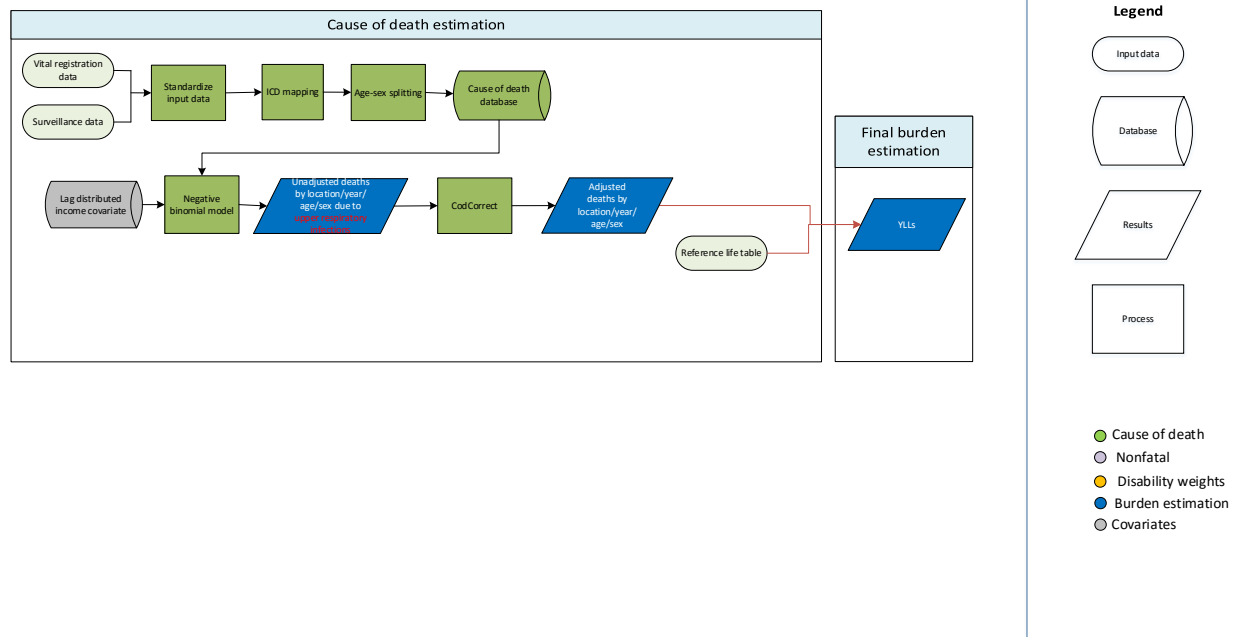 Cause of death estimation
Vital registration
data
Surveillance data
Standardize
input data
ICD mapping
Age-sex splitting
Cause of death
database
Lag distributed
income covariate
Negative
binomial model
Unadjusted deaths
by location/year/
age/sex due to
upper respiratory
infections
CodCorrect
Adjusted
deaths by
location/year/
age/sex
Reference life table
Final burden
estimation
YLLs
Legend
Input data
Database
Results
Process
Cause of death
Nonfatal
Disability weights
Burden estimation
Covariates